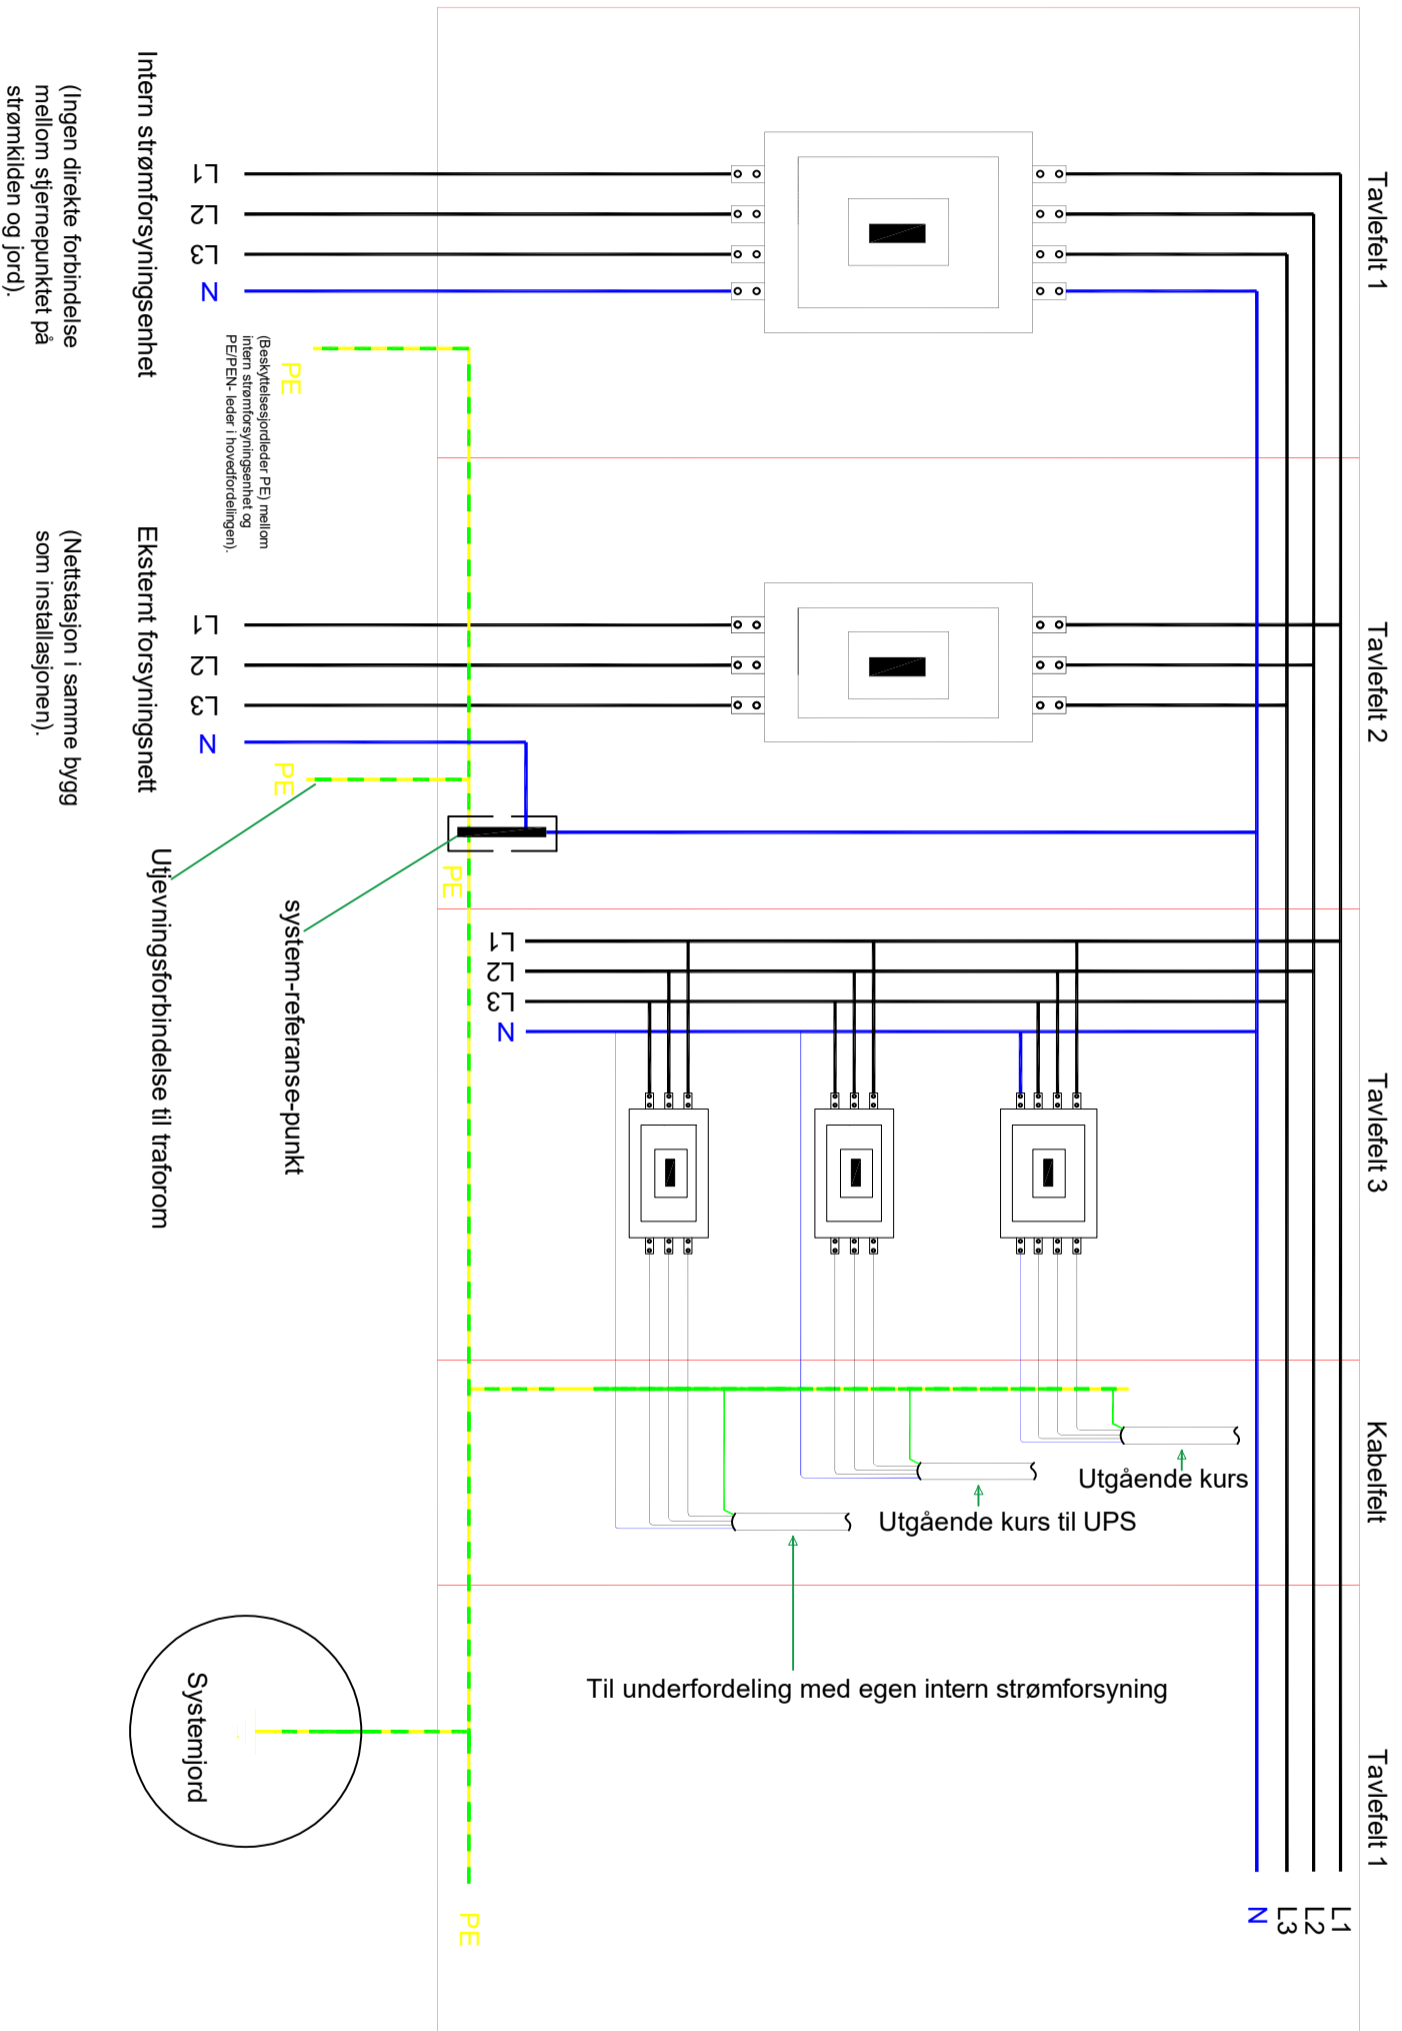 Tavlefelt 1
Tavlefelt 2
Tavlefelt 3
Kabelfelt
Tavlefelt 1
L1
L2
L3
N
L1
L2
L3
N
Intern strømforsyningsenhet
(Ingen direkte forbindelse
mellom stjernepunktet på
strømkilden og jord).
PE
(Beskyttelsesjordleder PE) mellom
intern strømforsyningsenhet og
PE/PEN- leder i hovedfordelingen).
L1
L2
L3
N
Eksternt forsyningsnett
(Nettstasjon i samme bygg
som installasjonen).
PE
PE
Utjevningsforbindelse til traforom
system-referanse-punkt
L1
L2
L3
N
Utgående kurs
Utgående kurs til UPS
Til underfordeling med egen intern strømforsyning
Systemjord
PE